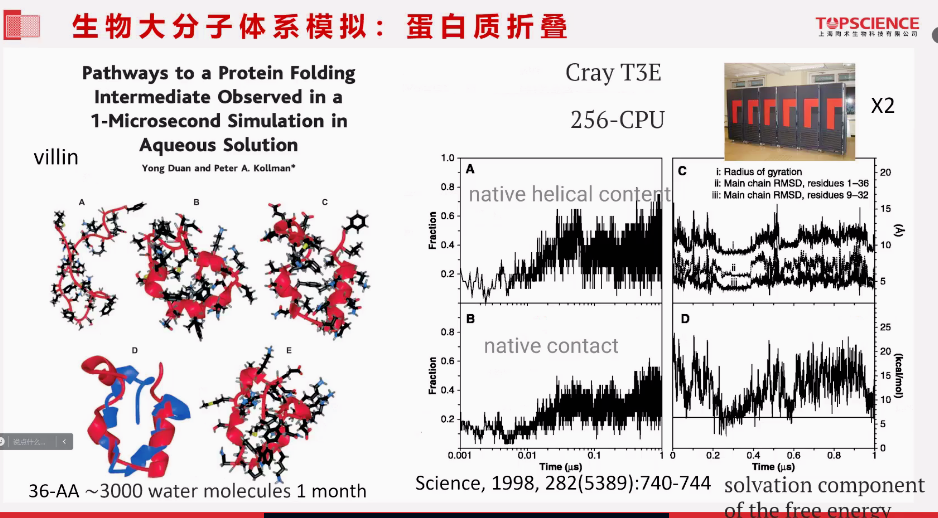 生物大分子体系模拟：蛋白质折叠
TOPSCIENCE
上海陶术生物科技有限公司
Pathways to a Protein Folding
Intermediate Observed in a
1-Microsecond Simulation in
Aqueous Solution
Yong Duan and Peter A. Kollman*
villin
Cray T3E
256-CPU
X2
A
B
C
D
E
36-AA ~3000 water molecules 1 month
A
native helical content
Fraction
1.0
0.8
0.6
0.4
0.2
B
native contact
Fraction
0.8
0.6
0.4
0.2
0.001
0.01
0.1
1
Time (μs)
C
i: Radius of gyration
ii: Main chain RMSD, residues 1–36
iii: Main chain RMSD, residues 9–32
i
ii
iii
20
15
10
5
(Å)
D
25
20
15
10
5
0
(kcal/mol)
0
0.2
0.4
0.6
0.8
1
Time (μs)
Science, 1998, 282(5389):740-744
solvation component
of the free energy
说点什么...